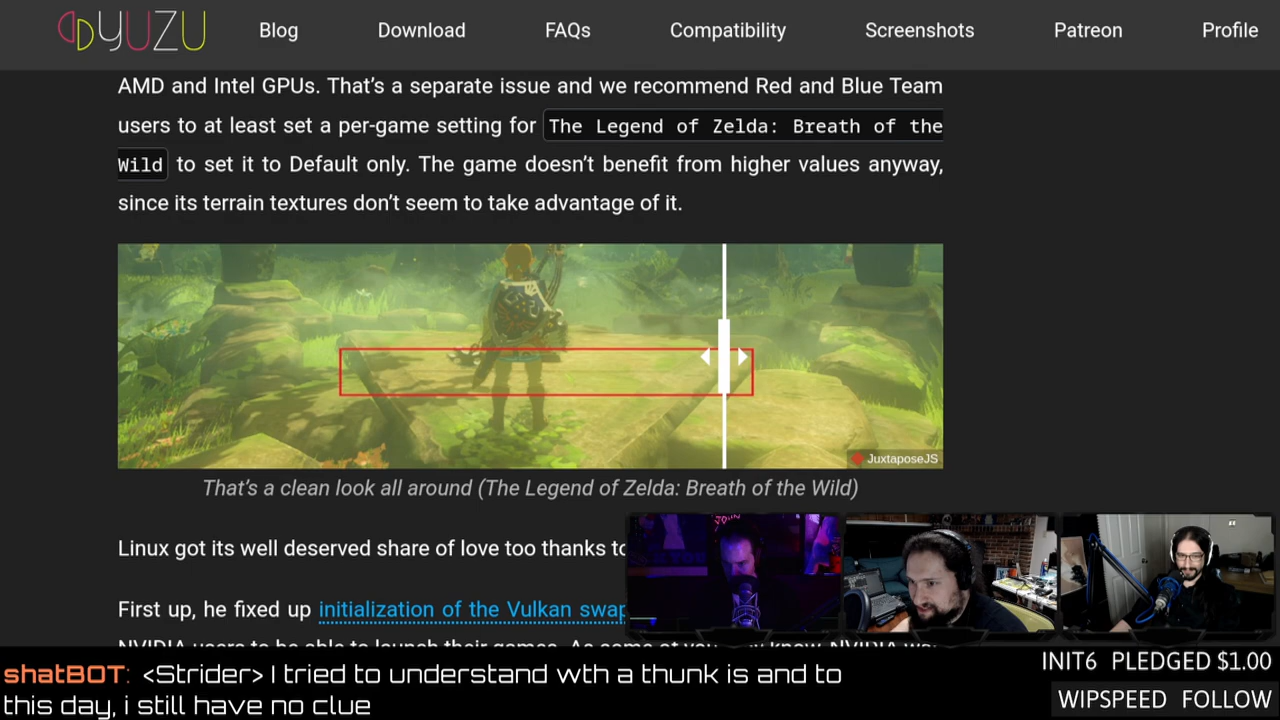 YUZU
Blog Download FAQs Compatibility Screenshots Patreon Profile
AMD and Intel GPUs. That’s a separate issue and we recommend Red and Blue Team
users to at least set a per-game setting for The Legend of Zelda: Breath of the
Wild to set it to Default only. The game doesn’t benefit from higher values anyway,
since its terrain textures don’t seem to take advantage of it.
JuxtaposeJS
That’s a clean look all around (The Legend of Zelda: Breath of the Wild)
Linux got its well deserved share of love too thanks to
First up, he fixed up initialization of the Vulkan swap
shatBOT: <Strider> I tried to understand wth a thunk is and to
this day, i still have no clue
INIT6 PLEDGED $1.00
WIPSPEED FOLLOW